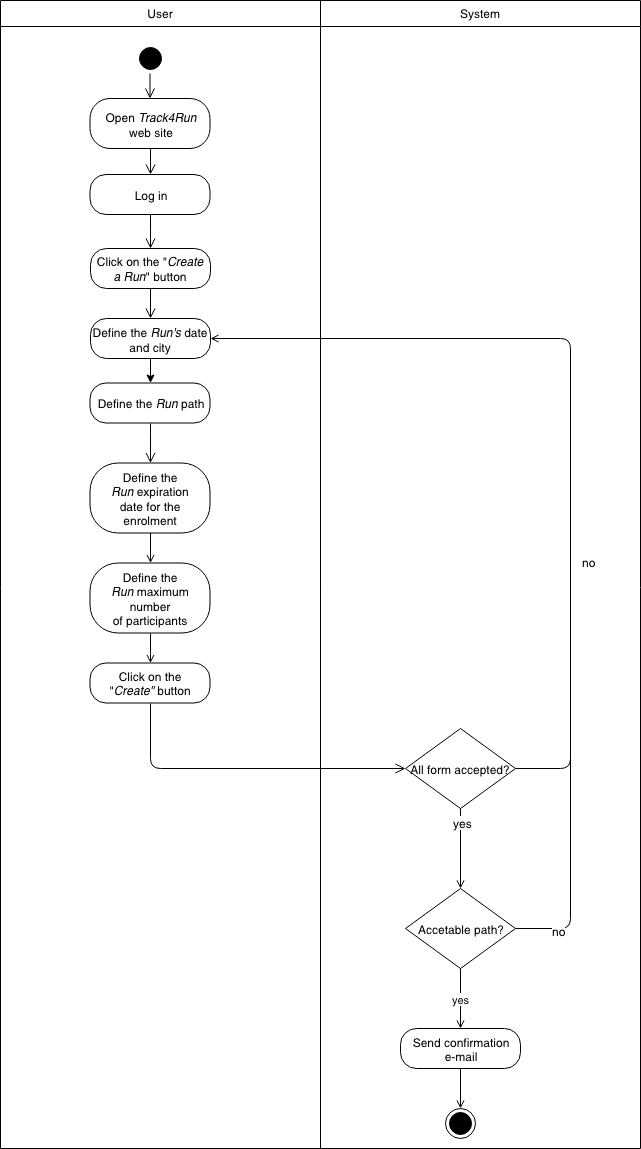 User
System
Open Track4Run
web site
Log in
Click on the "Create
a Run" button
Define the Run's date
and city
Define the Run path
Define the
Run expiration
date for the
enrolment
no
Define the
Run maximum
number
of participants
Click on the
"Create" button
All form accepted?
yes
Accetable path?
no
yes
Send confirmation
e-mail